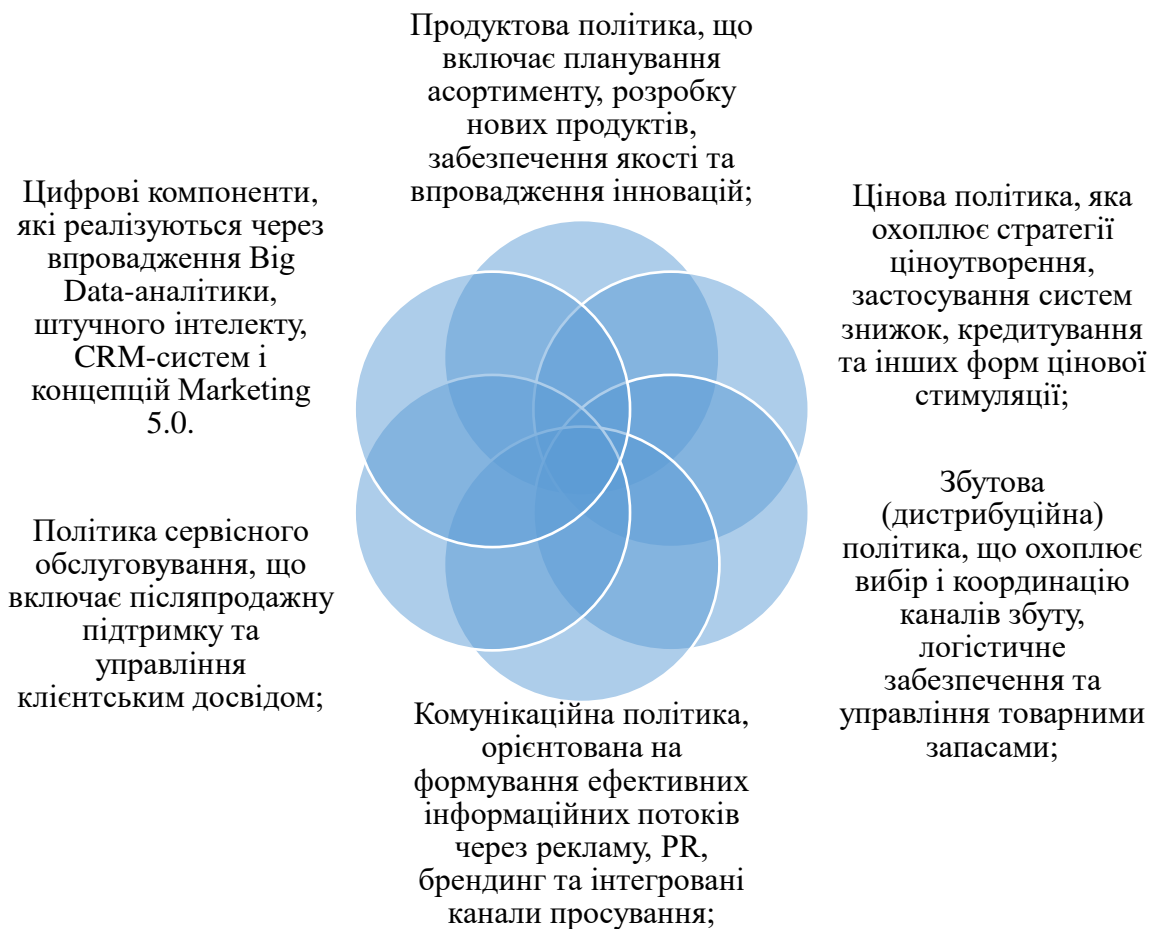 Продуктова політика, що
включає планування
асортименту, розробку
нових продуктів,
забезпечення якості та
впровадження інновацій;
Цінова політика, яка
охоплює стратегії
ціноутворення,
застосування систем
знижок, кредитування
та інших форм цінової
стимуляції;
Збутова
(дистрибуційна)
політика, що охоплює
вибір і координацію
каналів збуту,
логістичне
забезпечення та
управління товарними
запасами;
Комунікаційна політика,
орієнтована на
формування ефективних
інформаційних потоків
через рекламу, PR,
брендинг та інтегровані
канали просування;
Політика сервісного
обслуговування, що
включає післяпродажну
підтримку та
управління
клієнтським досвідом;
Цифрові компоненти,
які реалізуються через
впровадження Big
Data-аналітики,
штучного інтелекту,
CRM-систем і
концепцій Marketing
5.0.